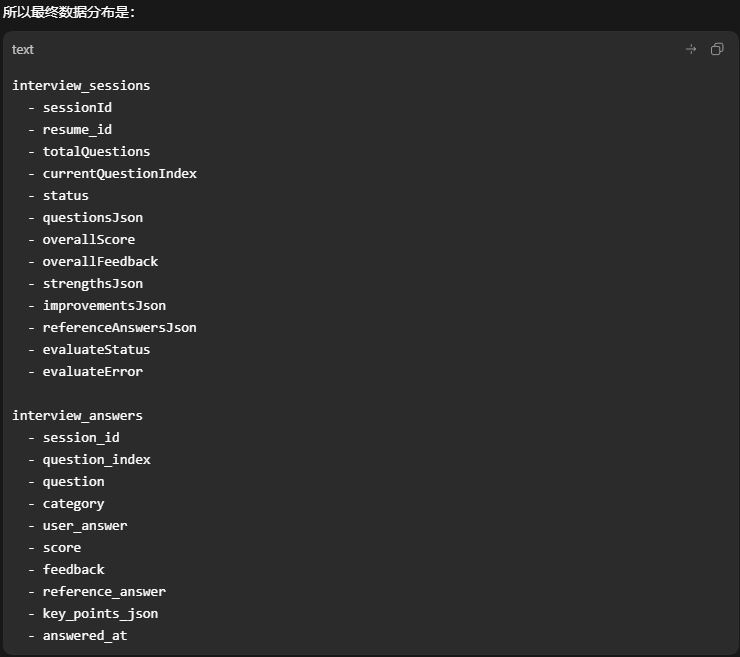 所以最终数据分布是：
text
interview_sessions
- sessionId
- resume_id
- totalQuestions
- currentQuestionIndex
- status
- questionsJson
- overallScore
- overallFeedback
- strengthsJson
- improvementsJson
- referenceAnswersJson
- evaluateStatus
- evaluateError
interview_answers
- session_id
- question_index
- question
- category
- user_answer
- score
- feedback
- reference_answer
- key_points_json
- answered_at